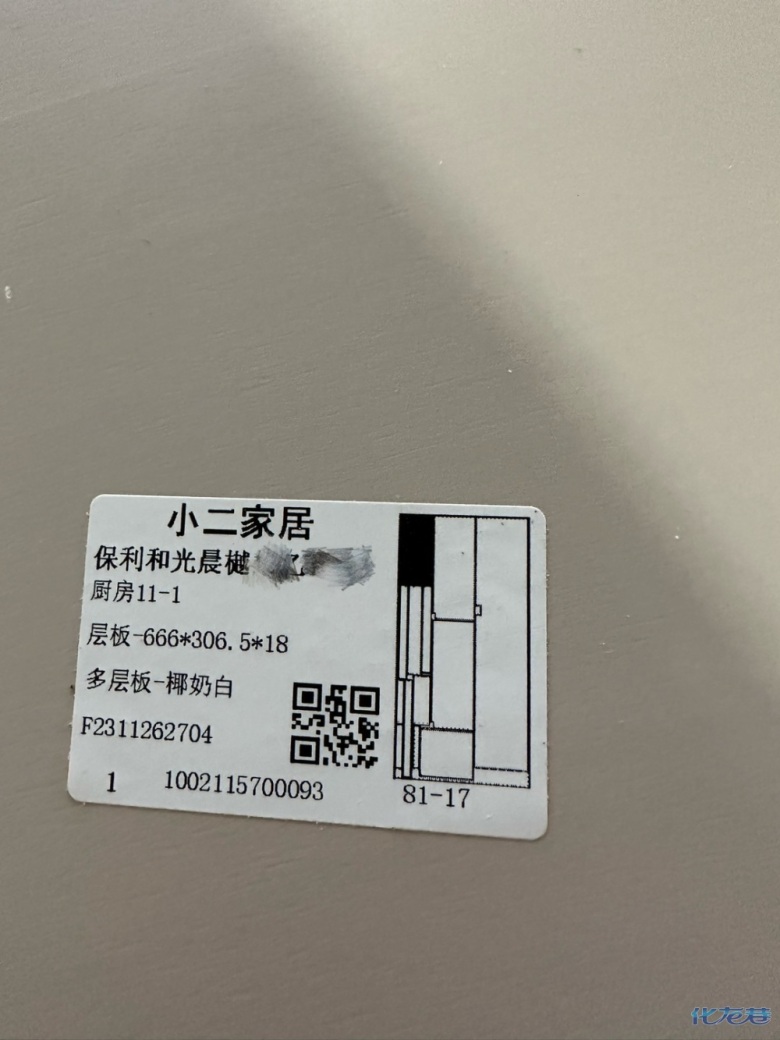 小二家居
保利和光晨樾
厨房11-1
层板-666*306.5*18
多层板-椰奶白
F2311262704
1 1002115700093
81-17
化龙巷